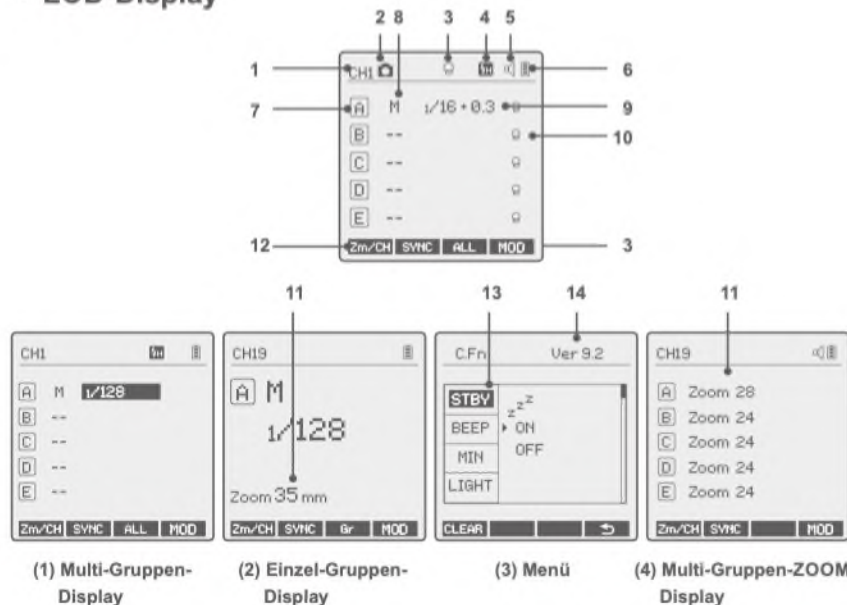 LCD-Display
2 8 3 4 5
1 CH1 6
7 A M 1/16+0.3 9
B -- 10
C --
D --
E --
12 Zm/CH SYNC ALL MOD 3
11 13 14 11
CH1
A M 1/128
B --
C --
D --
E --
Zm/CH SYNC ALL MOD
(1) Multi-Gruppen-
Display
CH19
A M
1/128
Zoom 35 mm
Zm/CH SYNC Gr MOD
(2) Einzel-Gruppen-
Display
C.Fn Ver 9.2
STBY zzz
BEEP ON
OFF
MIN
LIGHT
CLEAR
(3) Menü
CH19
A Zoom 28
B Zoom 24
C Zoom 24
D Zoom 24
E Zoom 24
Zm/CH SYNC MOD
(4) Multi-Gruppen-ZOOM
Display